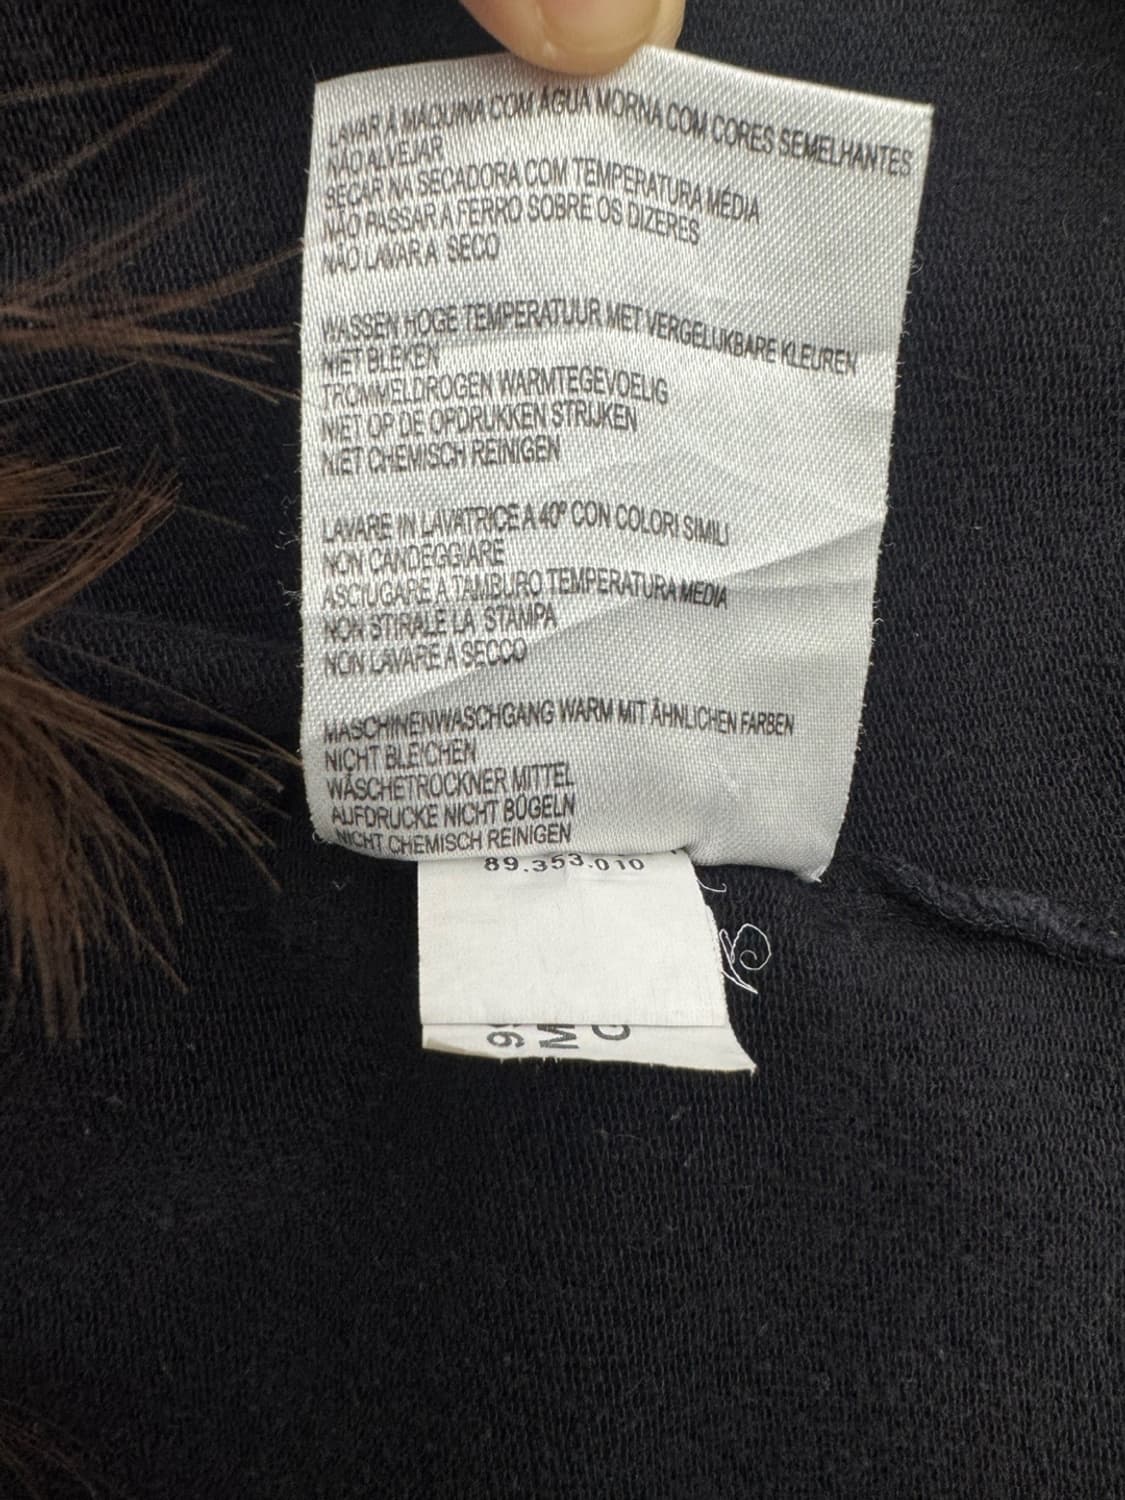 LAVAR À MÁQUINA COM ÁGUA MORNA COM CORES SEMELHANTES
NÃO ALVEJAR
SECAR NA SECADORA COM TEMPERATURA MÉDIA
NÃO PASSAR A FERRO SOBRE OS DIZERES
NÃO LAVAR A SECO
WASSEN HOGE TEMPERATUUR MET VERGELIJKBARE KLEUREN
NIET BLEKEN
TROMMELDROGEN WARMTEGEVOELIG
NIET OP DE OPDRUKKEN STRIJKEN
NIET CHEMISCH REINIGEN
LAVARE IN LAVATRICE A 40° CON COLORI SIMILI
NON CANDEGGIARE
ASCIUGARE A TAMBURO TEMPERATURA MEDIA
NON STIRALE LA STAMPA
NON LAVARE A SECCO
MASCHINENWASCHGANG WARM MIT ÄHNLICHEN FARBEN
NICHT BLEICHEN
WÄSCHETROCKNER MITTEL
AUFDRUCKE NICHT BÜGELN
NICHT CHEMISCH REINIGEN
89.353.010